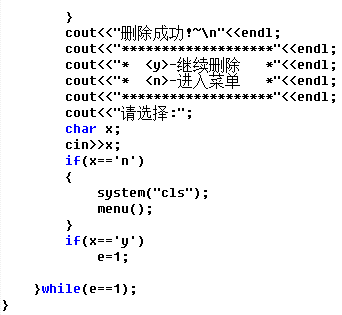 }
cout<<"删除成功!~\n"<<endl;
cout<<"*******************"<<endl;
cout<<"*  <y>-继续删除   *"<<endl;
cout<<"*  <n>-进入菜单   *"<<endl;
cout<<"*******************"<<endl;
cout<<"请选择:";
char x;
cin>>x;
if(x=='n')
{
system("cls");
menu();
}
if(x=='y')
e=1;
}while(e==1);
}